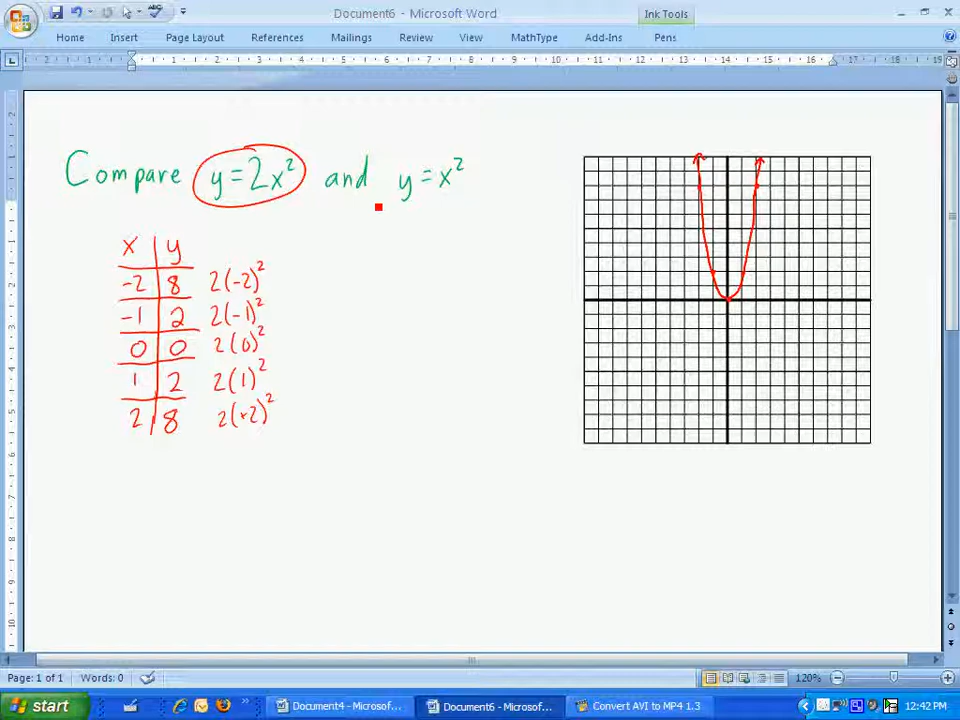 Document6 - Microsoft Word
Ink Tools
Home Insert Page Layout References Mailings Review View MathType Add-Ins Pens
Compare y=2x² and y=x²
x y
-2 8 2(-2)²
-1 2 2(-1)²
0 0 2(0)²
1 2 2(1)²
2 8 2(+2)²
Page: 1 of 1 Words: 0
120%
start
Document4 - Microsof...
Document6 - Microsof...
Convert AVI to MP4 1.3
12:42 PM